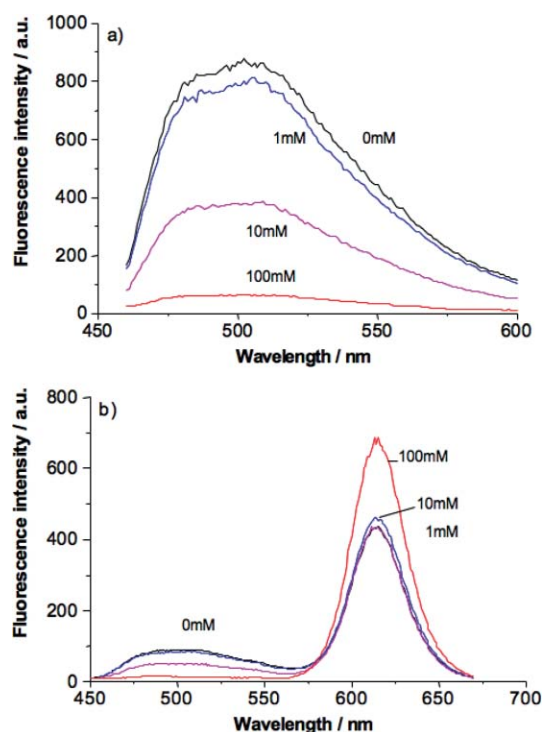 a)
Fluorescence intensity / a.u.
1000
800
600
400
200
0
1mM
0mM
10mM
100mM
450
500
550
600
Wavelength / nm
b)
Fluorescence intensity / a.u.
800
600
400
200
0
100mM
10mM
1mM
0mM
450
500
550
600
650
700
Wavelength / nm